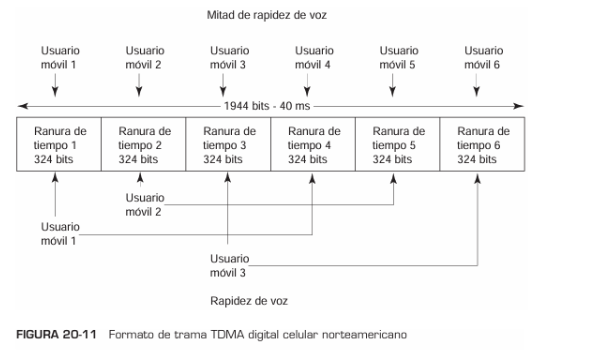 Mitad de rapidez de voz
Usuario Usuario Usuario Usuario Usuario Usuario
móvil 1 móvil 2 móvil 3 móvil 4 móvil 5 móvil 6
1944 bits - 40 ms
Ranura de Ranura de Ranura de Ranura de Ranura de Ranura de
tiempo 1 tiempo 2 tiempo 3 tiempo 4 tiempo 5 tiempo 6
324 bits 324 bits 324 bits 324 bits 324 bits 324 bits
Usuario
móvil 2
Usuario
móvil 1
Usuario
móvil 3
Rapidez de voz
FIGURA 20-11 Formato de trama TDMA digital celular norteamericano